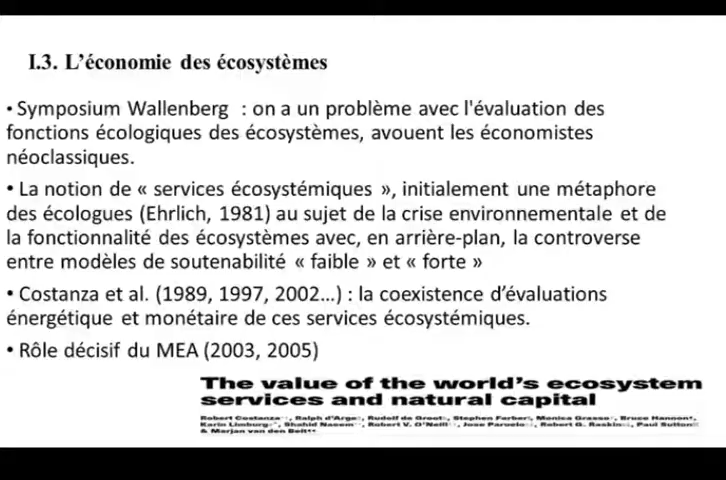 I.3. L'économie des écosystèmes
• Symposium Wallenberg : on a un problème avec l'évaluation des
fonctions écologiques des écosystèmes, avouent les économistes
néoclassiques.
• La notion de « services écosystémiques », initialement une métaphore
des écologues (Ehrlich, 1981) au sujet de la crise environnementale et de
la fonctionnalité des écosystèmes avec, en arrière-plan, la controverse
entre modèles de soutenabilité « faible » et « forte »
• Costanza et al. (1989, 1997, 2002...) : la coexistence d'évaluations
énergétique et monétaire de ces services écosystémiques.
• Rôle décisif du MEA (2003, 2005)
The value of the world's ecosystem
services and natural capital
Robert Costanza, Ralph d'Arge, Rudolf de Groot, Stephen Farber, Monica Grasso, Bruce Hannon,
Karin Limburg, Shahid Naeem, Robert V. O'Neill, Jose Paruelo, Robert G. Raskin, Paul Sutton
& Marjan van den Belt